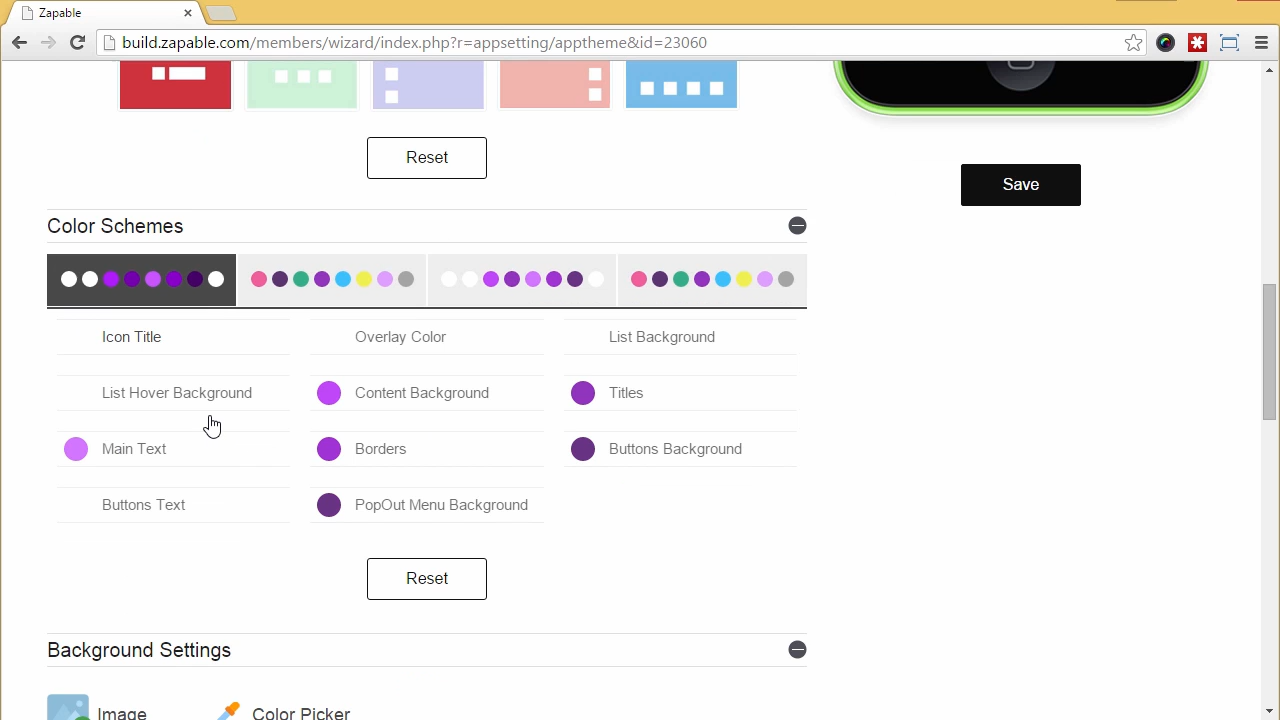 Zapable
build.zapable.com/members/wizard/index.php?r=appsetting/apptheme&id=23060
Reset
Save
Color Schemes
Icon Title
Overlay Color
List Background
List Hover Background
Content Background
Titles
Main Text
Borders
Buttons Background
Buttons Text
PopOut Menu Background
Reset
Background Settings
Image
Color Picker